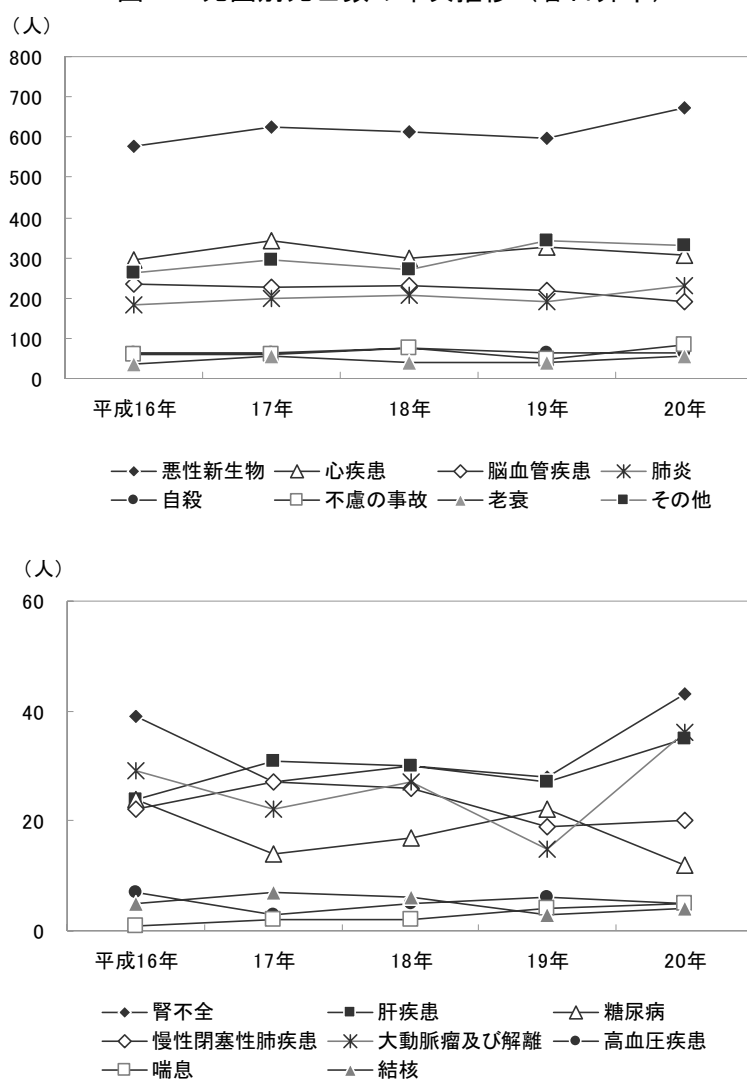 （人）
800
700
600
500
400
300
200
100
0
平成16年 17年 18年 19年 20年
悪性新生物 心疾患 脳血管疾患 肺炎
自殺 不慮の事故 老衰 その他
（人）
60
40
20
0
平成16年 17年 18年 19年 20年
腎不全 肝疾患 糖尿病
慢性閉塞性肺疾患 大動脈瘤及び解離 高血圧疾患
喘息 結核